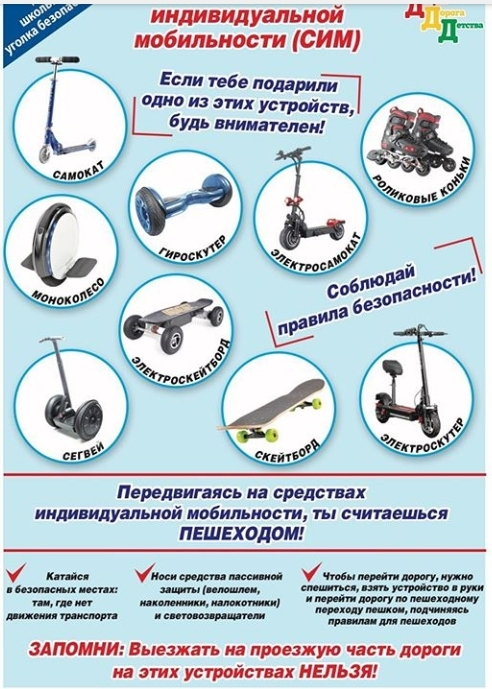 школь
уголка безопас
индивидуальной
мобильности (СИМ)
Дорога
Детства
Если тебе подарили
одно из этих устройств,
будь внимателен!
САМОКАТ
РОЛИКОВЫЕ КОНЬКИ
МОНОКОЛЕСО
ГИРОСКУТЕР
ЭЛЕКТРОСАМОКАТ
Соблюдай
правила безопасности!
ЭЛЕКТРОСКЕЙТБОРД
СЕГВЕЙ
СКЕЙТБОРД
ЭЛЕКТРОСКУТЕР
Передвигаясь на средствах
индивидуальной мобильности, ты считаешься
ПЕШЕХОДОМ!
Катайся
в безопасных местах:
там, где нет
движения транспорта
Носи средства пассивной
защиты (велошлем,
наколенники, налокотники)
и световозвращатели
Чтобы перейти дорогу, нужно
спешиться, взять устройство в руки
и перейти дорогу по пешеходному
переходу пешком, подчиняясь
правилам для пешеходов
ЗАПОМНИ: Выезжать на проезжую часть дороги
на этих устройствах НЕЛЬЗЯ!